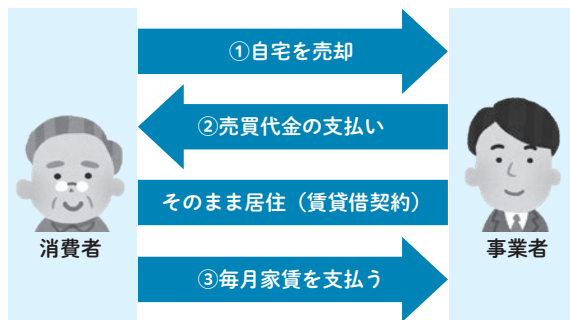 ①自宅を売却
②売買代金の支払い
そのまま居住（賃貸借契約）
消費者
事業者
③毎月家賃を支払う